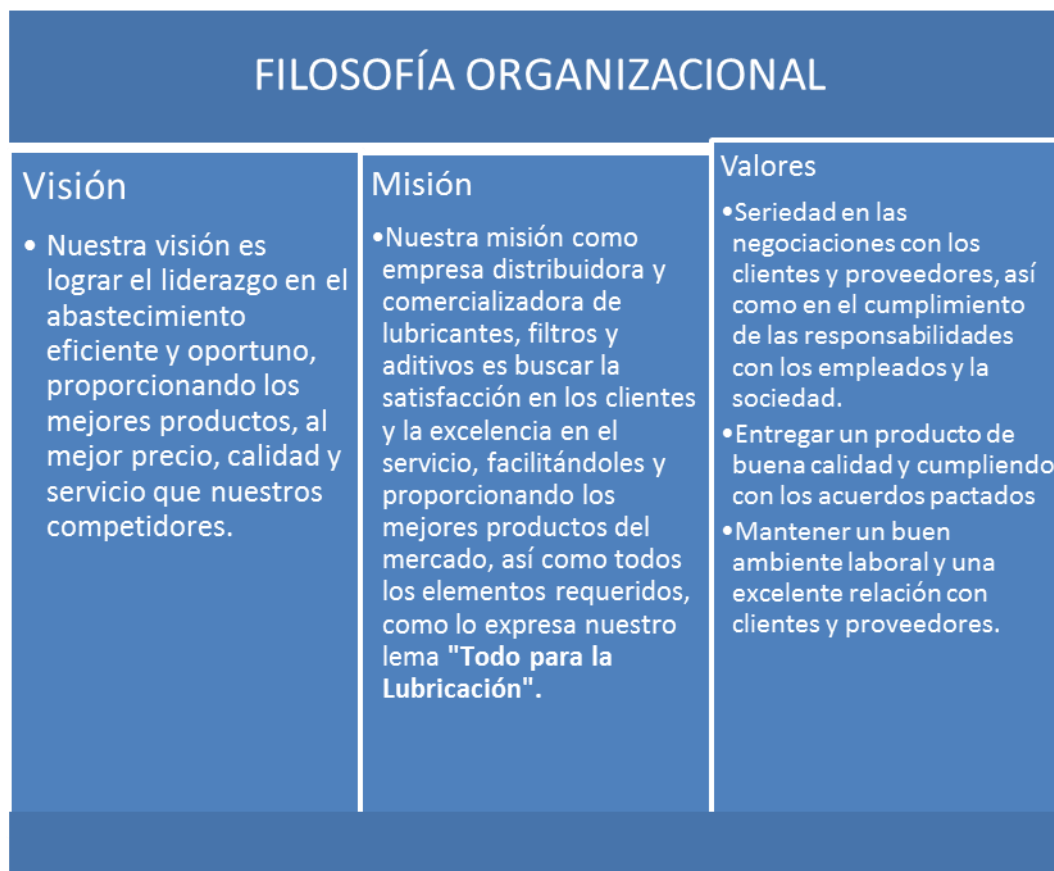 FILOSOFÍA ORGANIZACIONAL
Visión
• Nuestra visión es
lograr el liderazgo en el
abastecimiento
eficiente y oportuno,
proporcionando los
mejores productos, al
mejor precio, calidad y
servicio que nuestros
competidores.
Misión
•Nuestra misión como
empresa distribuidora y
comercializadora de
lubricantes, filtros y
aditivos es buscar la
satisfacción en los clientes
y la excelencia en el
servicio, facilitándoles y
proporcionando los
mejores productos del
mercado, así como todos
los elementos requeridos,
como lo expresa nuestro
lema "Todo para la
Lubricación".
Valores
•Seriedad en las
negociaciones con los
clientes y proveedores, así
como en el cumplimiento
de las responsabilidades
con los empleados y la
sociedad.
•Entregar un producto de
buena calidad y cumpliendo
con los acuerdos pactados
•Mantener un buen
ambiente laboral y una
excelente relación con
clientes y proveedores.